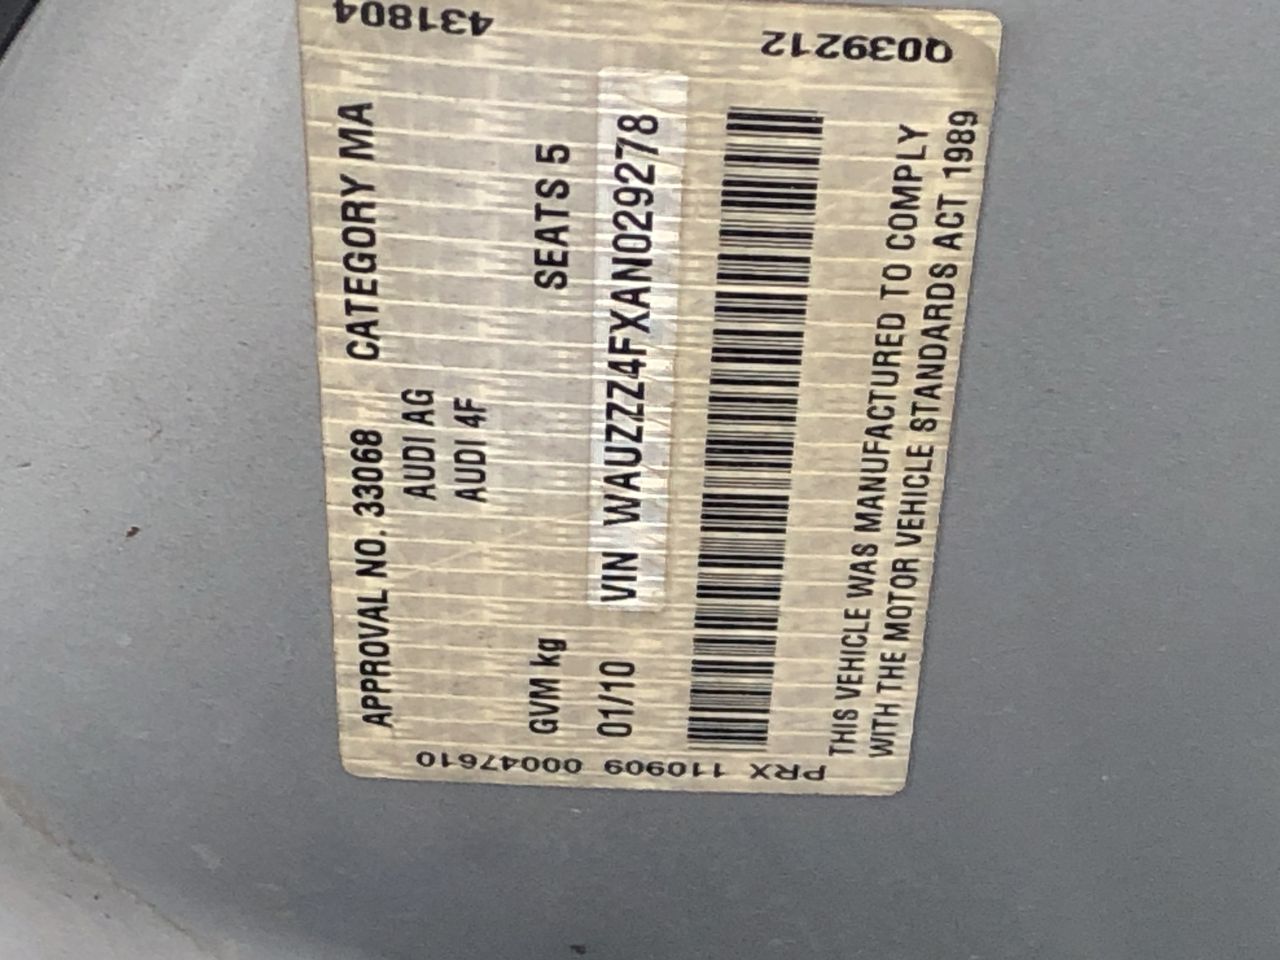 APPROVAL NO. 33068 CATEGORY MA
AUDI AG
AUDI 4F
GVM kg SEATS 5
01/10 VIN WAUZZZ4FXAN029278
THIS VEHICLE WAS MANUFACTURED TO COMPLY
WITH THE MOTOR VEHICLE STANDARDS ACT 1989
431804
Q039212
PRX 110909 00047610